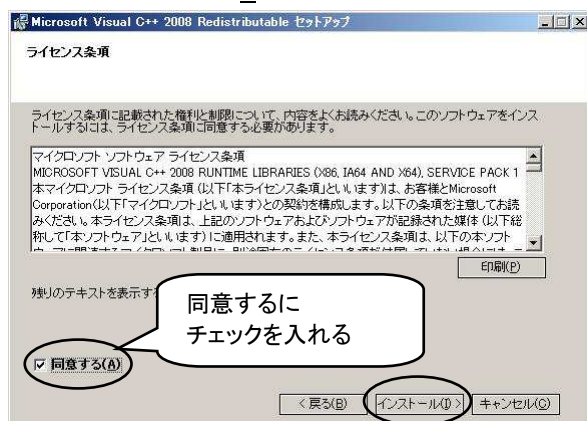 Microsoft Visual C++ 2008 Redistributable セットアップ
ライセンス条項
ライセンス条項に記載された権利と制限について、内容をよくお読みください。このソフトウェアをインス
トールするには、ライセンス条項に同意する必要があります。
マイクロソフト ソフトウェア ライセンス条項
MICROSOFT VISUAL C++ 2008 RUNTIME LIBRARIES (X86, IA64 AND X64), SERVICE PACK 1
本マイクロソフト ライセンス条項 (以下「本ライセンス条項」といいます)は、お客様とMicrosoft
Corporation(以下「マイクロソフト」といいます)との契約を構成します。以下の条項を注意してお読
みください。本ライセンス条項は、上記のソフトウェアおよびソフトウェアが記録された媒体 (以下総
称して「本ソフトウェア」といいます) に適用されます。また、本ライセンス条項は、以下の本ソフト
印刷(P)
残りのテキストを表示す
同意するに
チェックを入れる
同意する(A)
< 戻る(B)
インストール(I) >
キャンセル(C)